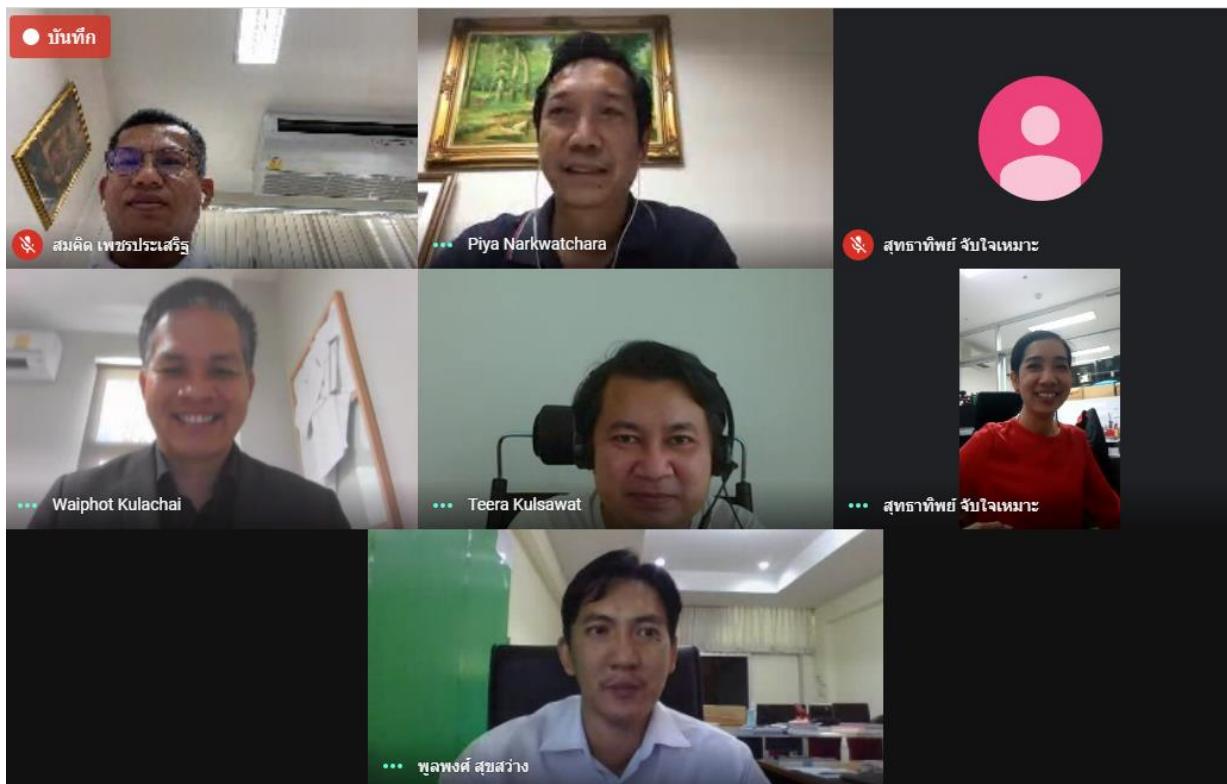 บันทึก
สมคิด เพชรประเสริฐ
Piya Narkwatchara
สุทธาทิพย์ จับใจเหมาะ
Waiphot Kulachai
Teera Kulsawat
สุทธาทิพย์ จับใจเหมาะ
พูลพงศ์ สุขสว่าง